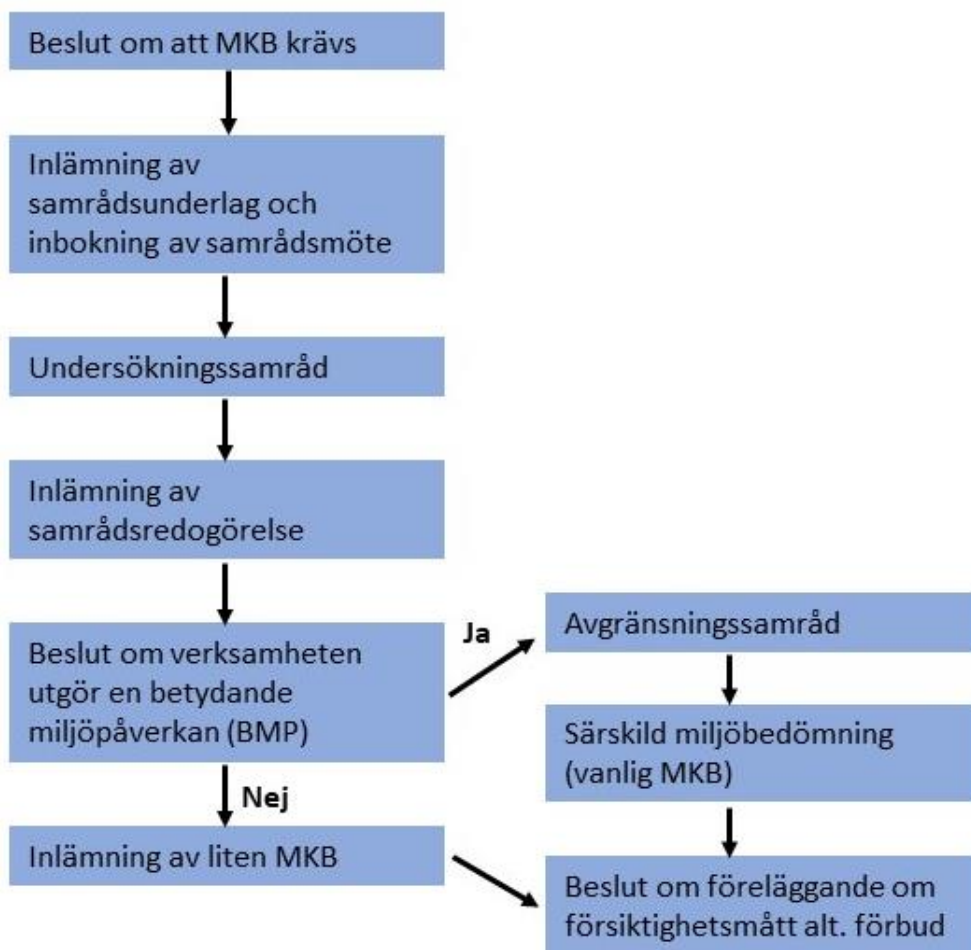 Beslut om att MKB krävs
Inlämning av
samrådsunderlag och
inbokning av samrådsmöte
Undersökningssamråd
Inlämning av
samrådsredogörelse
Beslut om verksamheten
utgör en betydande
miljöpåverkan (BMP)
Ja
Nej
Inlämning av liten MKB
Avgränsningssamråd
Särskild miljöbedömning
(vanlig MKB)
Beslut om föreläggande om
försiktighetsmått alt. förbud